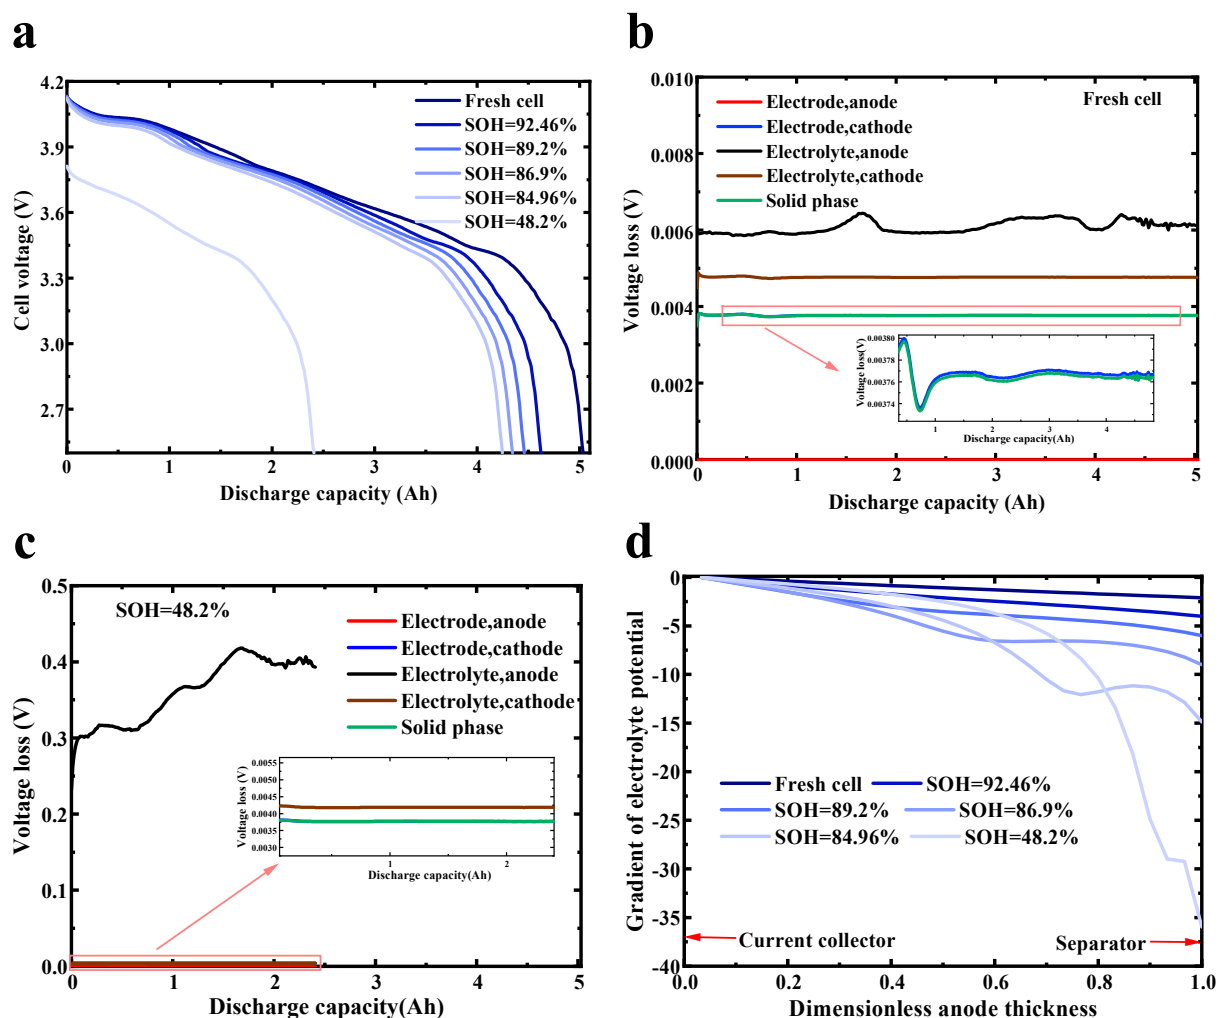 a
4.2
3.9
3.6
3.3
3.0
2.7
Cell voltage (V)
Fresh cell
SOH=92.46%
SOH=89.2%
SOH=86.9%
SOH=84.96%
SOH=48.2%
0 1 2 3 4 5
Discharge capacity (Ah)
b
0.010
0.008
0.006
0.004
0.002
0.000
Voltage loss (V)
Electrode,anode
Electrode,cathode
Electrolyte,anode
Electrolyte,cathode
Solid phase
Fresh cell
0.00380
0.00378
0.00376
0.00374
Voltage loss(V)
1 2 3 4
Discharge capacity(Ah)
0 1 2 3 4 5
Discharge capacity (Ah)
c
0.5
0.4
0.3
0.2
0.1
0.0
Voltage loss (V)
SOH=48.2%
Electrode,anode
Electrode,cathode
Electrolyte,anode
Electrolyte,cathode
Solid phase
0.0055
0.0045
0.0040
0.0035
0.0030
Voltage loss (V)
1 2
Discharge capacity(Ah)
0 1 2 3 4 5
Discharge capacity(Ah)
d
0
-5
-10
-15
-20
-25
-30
-35
-40
Gradient of electrolyte potential
Fresh cell SOH=92.46%
SOH=89.2% SOH=86.9%
SOH=84.96% SOH=48.2%
Current collector
Separator
0.0 0.2 0.4 0.6 0.8 1.0
Dimensionless anode thickness